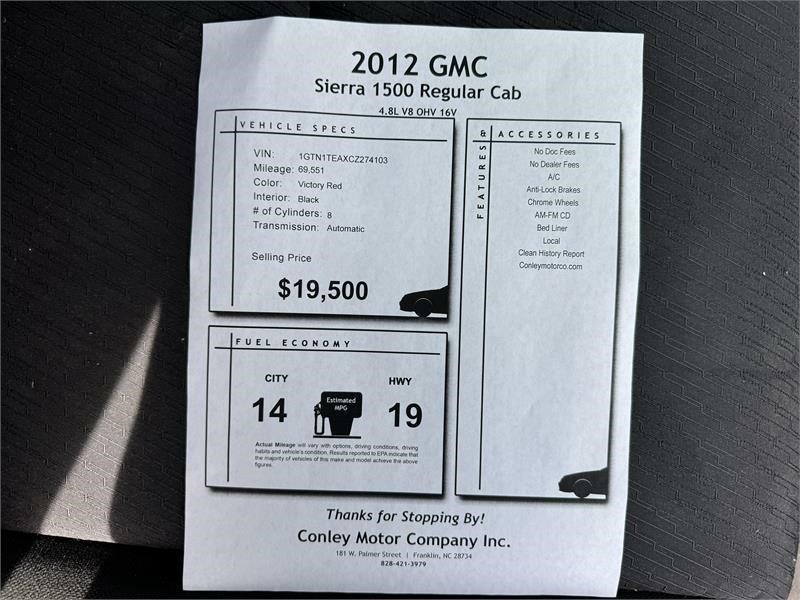 2012 GMC
Sierra 1500 Regular Cab
4.8L V8 OHV 16V
VEHICLE SPECS
VIN: 1GTN1TEAXCZ274103
Mileage: 69,551
Color: Victory Red
Interior: Black
# of Cylinders: 8
Transmission: Automatic
Selling Price
$19,500
FEATURES & ACCESSORIES
No Doc Fees
No Dealer Fees
A/C
Anti-Lock Brakes
Chrome Wheels
AM-FM CD
Bed Liner
Local
Clean History Report
Conleymotorco.com
FUEL ECONOMY
CITY
14
Estimated
MPG
HWY
19
Actual Mileage will vary with options, driving conditions, driving
habits and vehicle's condition. Results reported to EPA indicate that
the majority of vehicles of this make and model achieve the above
figures.
Thanks for Stopping By!
Conley Motor Company Inc.
181 W. Palmer Street | Franklin, NC 28734
828-421-3979